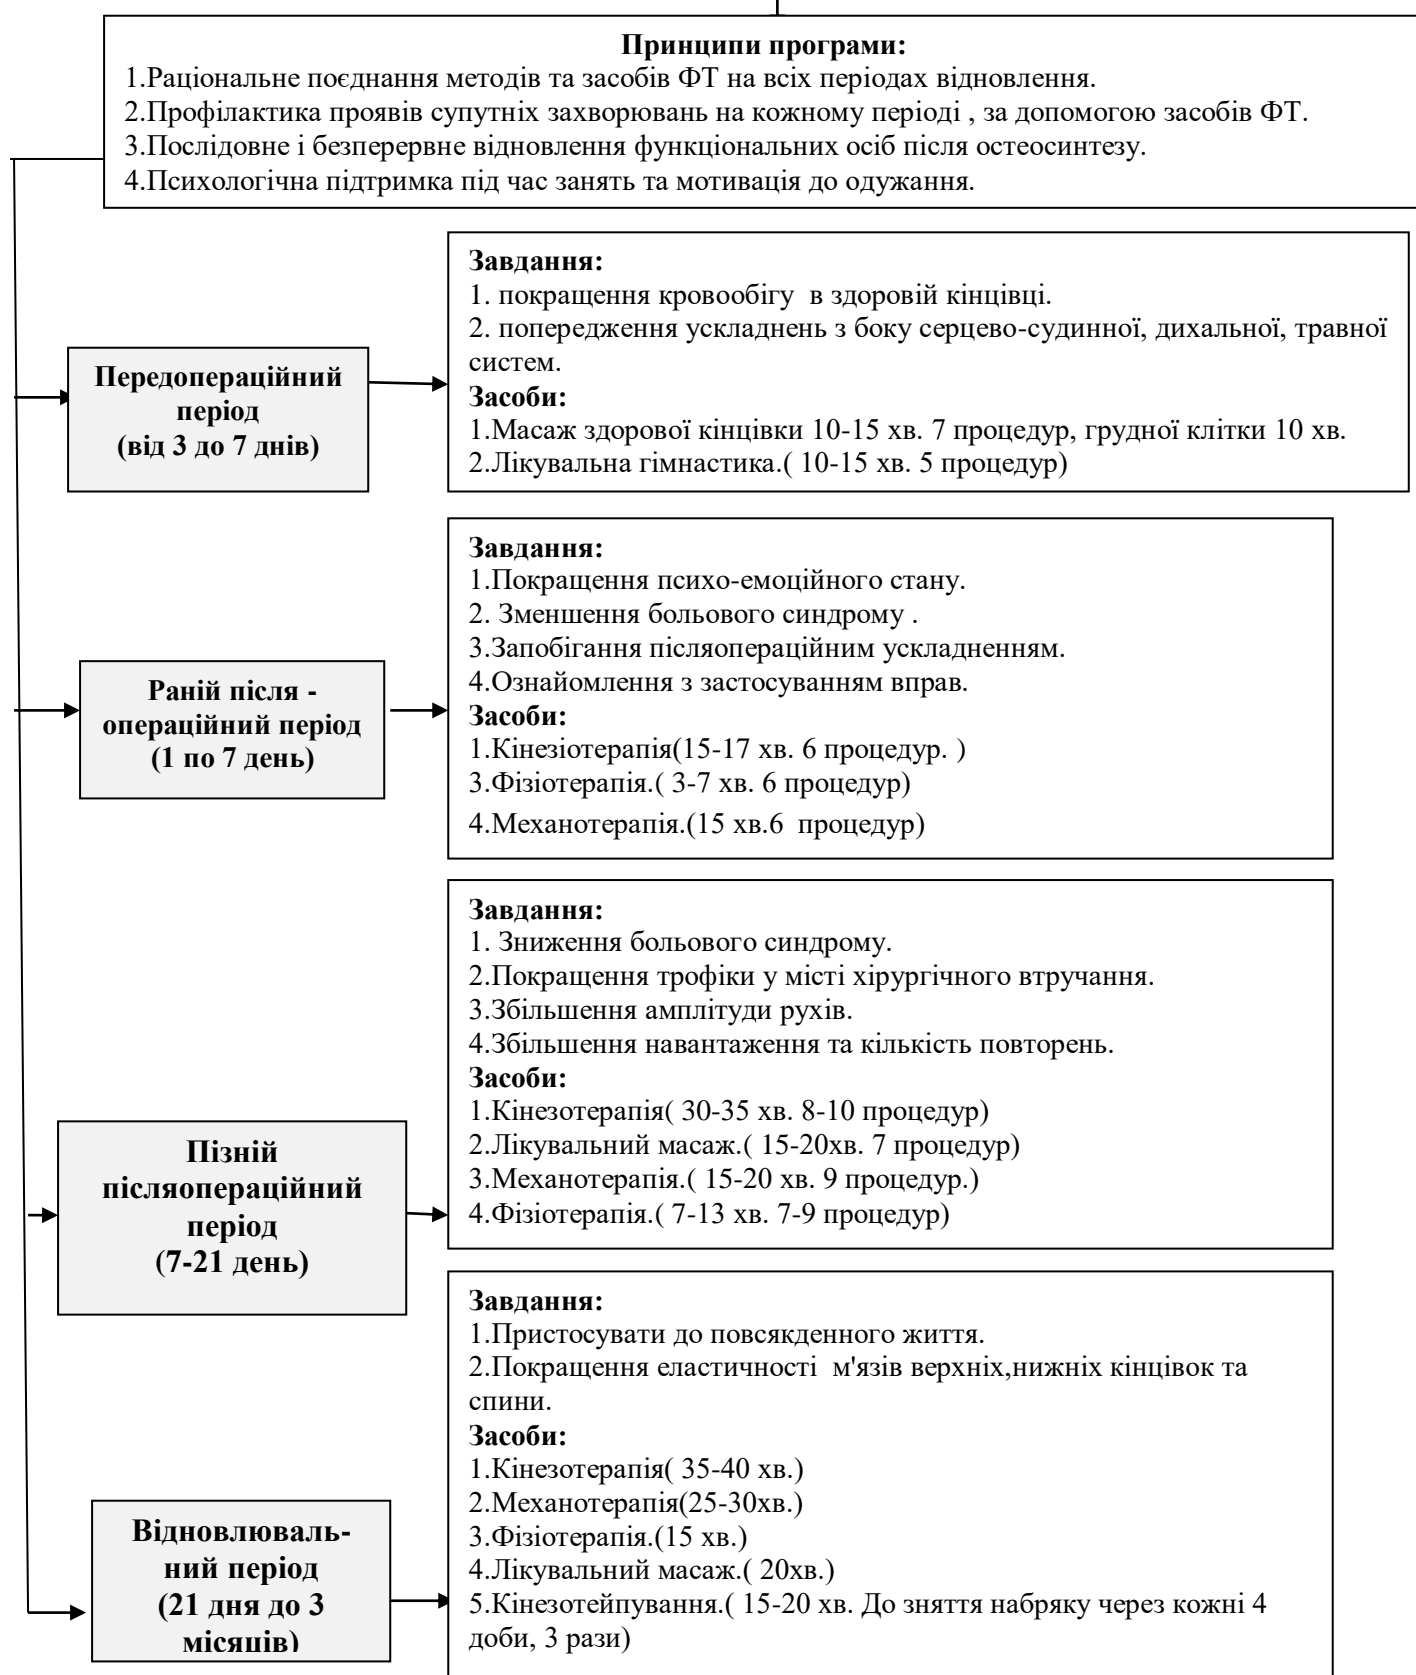 Принципи програми:
1.Раціональне поєднання методів та засобів ФТ на всіх періодах відновлення.
2.Профілактика проявів супутніх захворювань на кожному періоді , за допомогою засобів ФТ.
3.Послідовне і безперервне відновлення функціональних осіб після остеосинтезу.
4.Психологічна підтримка під час занять та мотивація до одужання.
Передопераційний
період
(від 3 до 7 днів)
Завдання:
1. покращення кровообігу  в здоровій кінцівці.
2. попередження ускладнень з боку серцево-судинної, дихальної, травної
систем.
Засоби:
1.Масаж здорової кінцівки 10-15 хв. 7 процедур, грудної клітки 10 хв.
2.Лікувальна гімнастика.( 10-15 хв. 5 процедур)
Раній після -
операційний період
(1 по 7 день)
Завдання:
1.Покращення психо-емоційного стану.
2. Зменшення больового синдрому .
3.Запобігання післяопераційним ускладненням.
4.Ознайомлення з застосуванням вправ.
Засоби:
1.Кінезіотерапія(15-17 хв. 6 процедур. )
3.Фізіотерапія.( 3-7 хв. 6 процедур)
4.Механотерапія.(15 хв.6  процедур)
Пізній
післяопераційний
період
(7-21 день)
Завдання:
1. Зниження больового синдрому.
2.Покращення трофіки у місті хірургічного втручання.
3.Збільшення амплітуди рухів.
4.Збільшення навантаження та кількість повторень.
Засоби:
1.Кінезотерапія( 30-35 хв. 8-10 процедур)
2.Лікувальний масаж.( 15-20хв. 7 процедур)
3.Механотерапія.( 15-20 хв. 9 процедур.)
4.Фізіотерапія.( 7-13 хв. 7-9 процедур)
Відновлюваль-
ний період
(21 дня до 3
місяців)
Завдання:
1.Пристосувати до повсякденного життя.
2.Покращення еластичності  м'язів верхніх,нижніх кінцівок та
спини.
Засоби:
1.Кінезотерапія( 35-40 хв.)
2.Механотерапія(25-30хв.)
3.Фізіотерапія.(15 хв.)
4.Лікувальний масаж.( 20хв.)
5.Кінезотейпування.( 15-20 хв. До зняття набряку через кожні 4
доби, 3 рази)